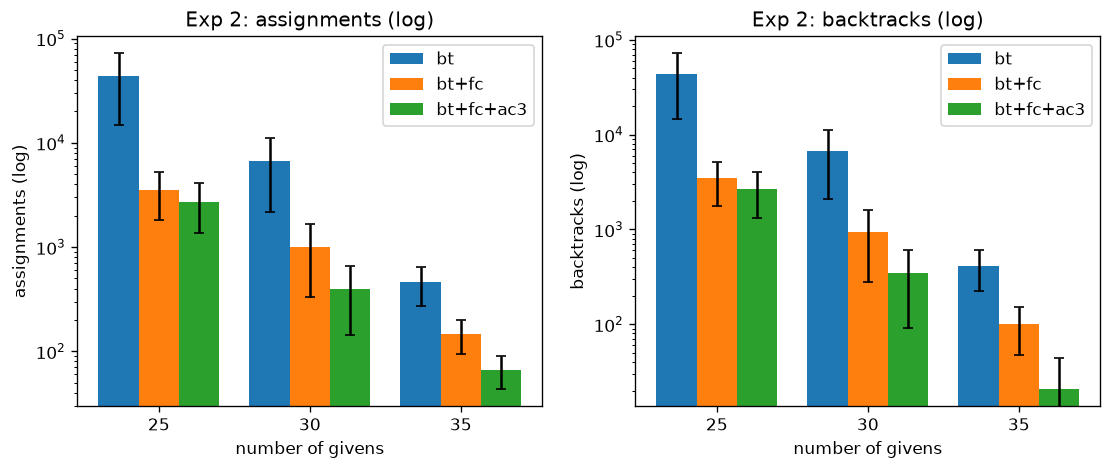 Exp 2: assignments (log)
assignments (log)
10^5
10^4
10^3
10^2
bt
bt+fc
bt+fc+ac3
25 30 35
number of givens
Exp 2: backtracks (log)
backtracks (log)
10^5
10^4
10^3
10^2
bt
bt+fc
bt+fc+ac3
25 30 35
number of givens